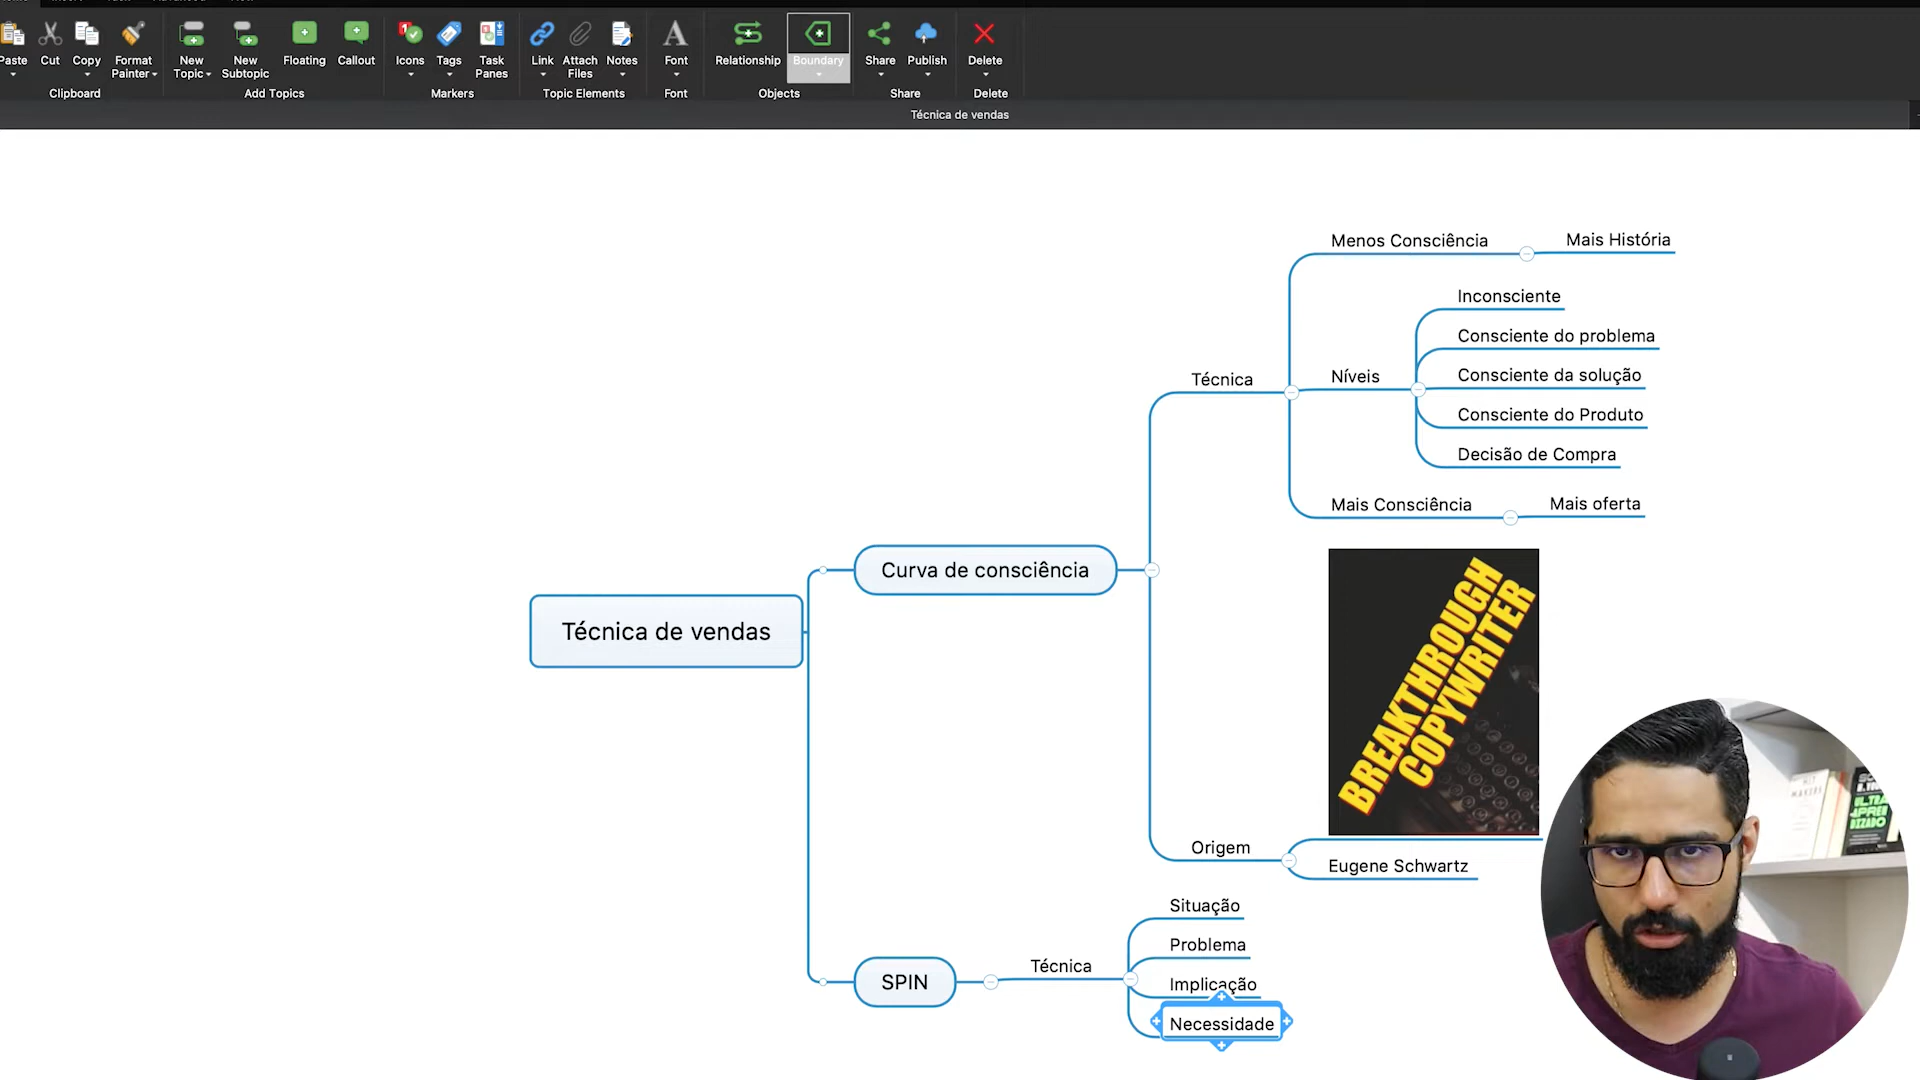 Paste
Cut
Copy
Format
Painter
New
Topic
New
Subtopic
Floating
Callout
Icons
Tags
Task
Panes
Link
Attach
Files
Notes
Font
Relationship
Boundary
Share
Publish
Delete
Clipboard
Add Topics
Markers
Topic Elements
Font
Objects
Share
Delete
Técnica de vendas
Menos Consciência
Mais História
Inconsciente
Consciente do problema
Técnica
Níveis
Consciente da solução
Consciente do Produto
Decisão de Compra
Mais Consciência
Mais oferta
Curva de consciência
Técnica de vendas
BREAKTHROUGH
COPYWRITER
Origem
Eugene Schwartz
Situação
Problema
SPIN
Técnica
Implicação
Necessidade